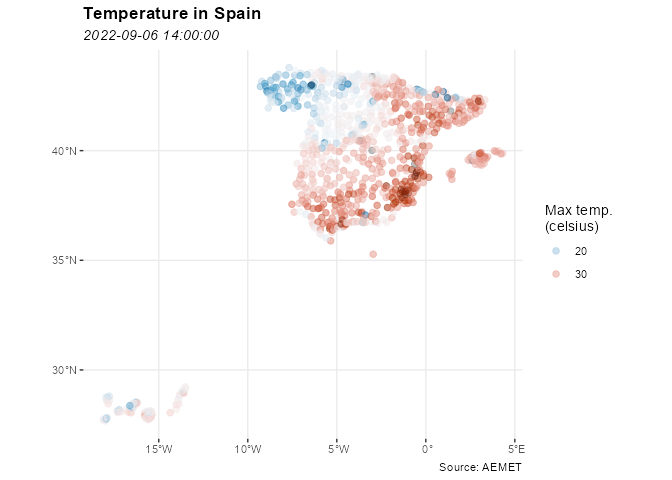 Temperature in Spain
2022-09-06 14:00:00
40°N
35°N
30°N
15°W
10°W
5°W
0°
5°E
Max temp.
(celsius)
20
30
Source: AEMET